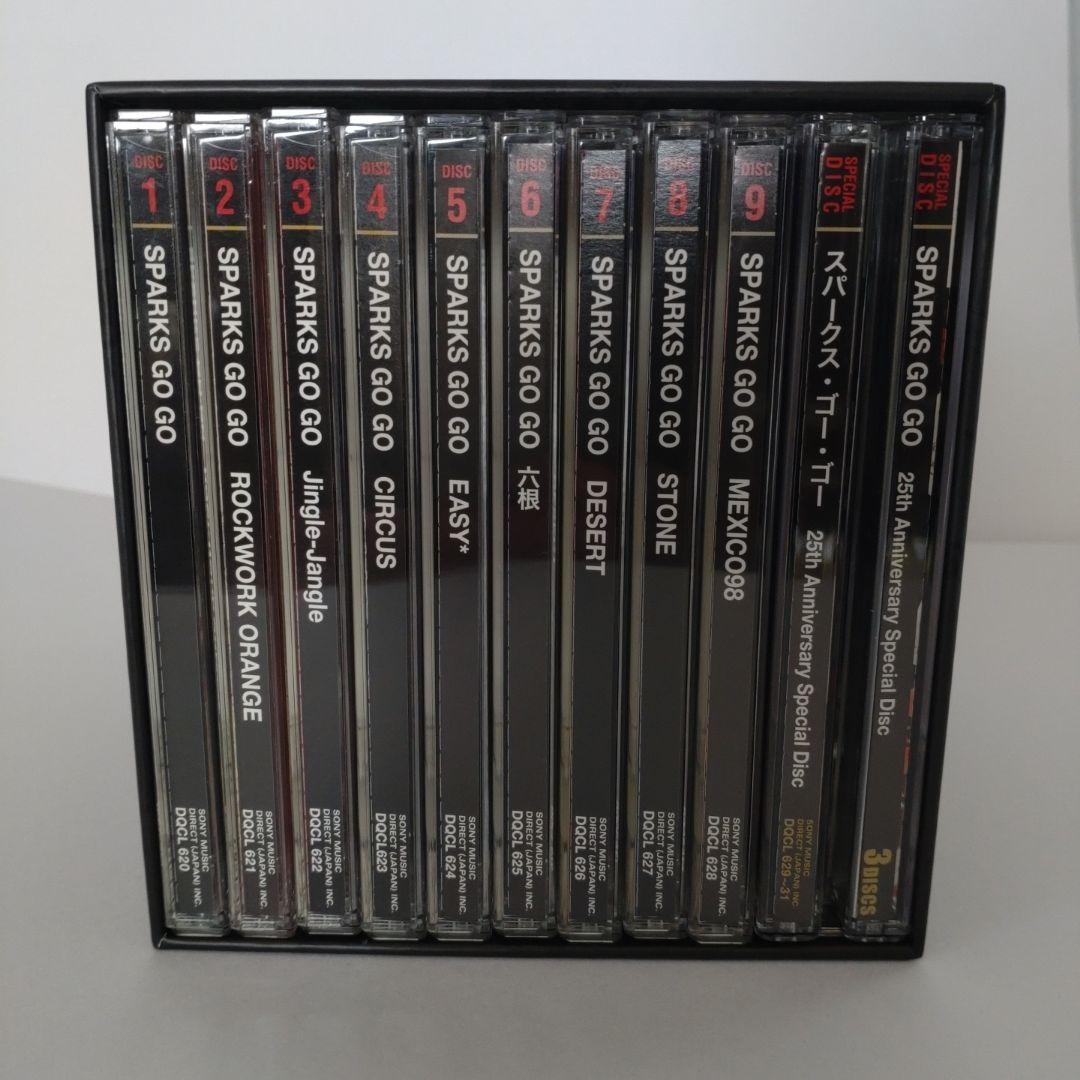 DISC
1
SPARKS GO GO
SONY MUSIC
DIRECT (JAPAN) INC.
DQCL 620
DISC
2
SPARKS GO GO ROCKWORK ORANGE
SONY MUSIC
DIRECT (JAPAN) INC.
DQCL 621
DISC
3
SPARKS GO GO Jingle-Jangle
SONY MUSIC
DIRECT (JAPAN) INC.
DQCL 622
DISC
4
SPARKS GO GO CIRCUS
SONY MUSIC
DIRECT (JAPAN) INC.
DQCL 623
DISC
5
SPARKS GO GO EASY*
SONY MUSIC
DIRECT (JAPAN) INC.
DQCL 624
DISC
6
SPARKS GO GO 六根
SONY MUSIC
DIRECT (JAPAN) INC.
DQCL 625
DISC
7
SPARKS GO GO DESERT
SONY MUSIC
DIRECT (JAPAN) INC.
DQCL 626
DISC
8
SPARKS GO GO STONE
SONY MUSIC
DIRECT (JAPAN) INC.
DQCL 627
DISC
9
SPARKS GO GO MEXICO98
SONY MUSIC
DIRECT (JAPAN) INC.
DQCL 628
SPECIAL
DISC
スパークス・ゴー・ゴー 25th Anniversary Special Disc
SONY MUSIC
DIRECT (JAPAN) INC.
DQCL 629~31
SPECIAL
DISC
SPARKS GO GO 25th Anniversary Special Disc
3 DISCS